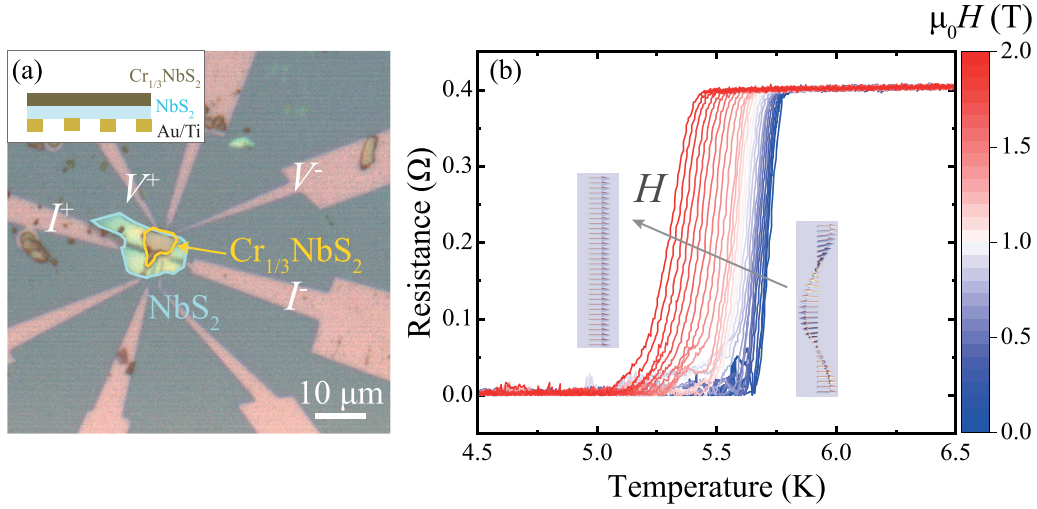 (a)
Cr1/3NbS2
NbS2
Au/Ti
V+
V-
I+
Cr1/3NbS2
I-
NbS2
10 μm
(b)
μ0H (T)
H
Resistance (Ω)
0.4
0.3
0.2
0.1
0.0
4.5 5.0 5.5 6.0 6.5
Temperature (K)
2.0
1.5
1.0
0.5
0.0